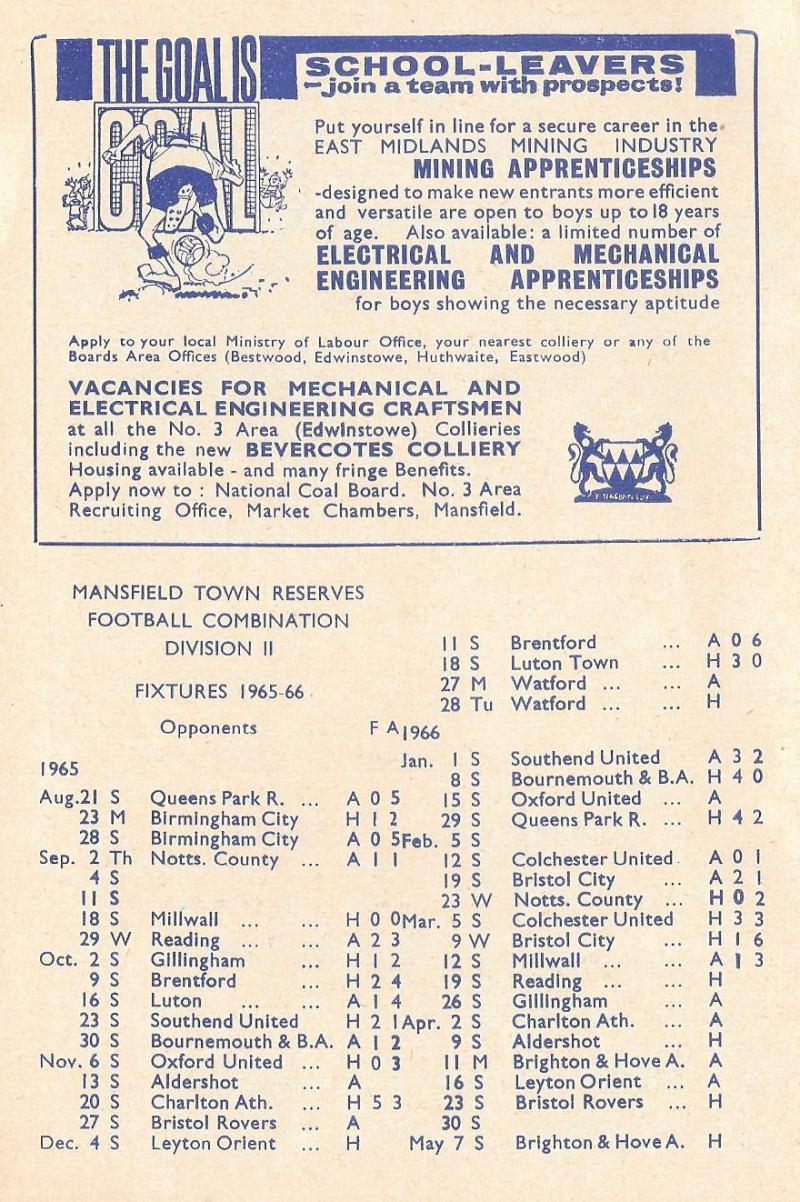 THE GOAL IS
COAL
SCHOOL-LEAVERS
-join a team with prospects!
Put yourself in line for a secure career in the
EAST MIDLANDS MINING INDUSTRY
MINING APPRENTICESHIPS
-designed to make new entrants more efficient
and versatile are open to boys up to 18 years
of age. Also available: a limited number of
ELECTRICAL AND MECHANICAL
ENGINEERING APPRENTICESHIPS
for boys showing the necessary aptitude
Apply to your local Ministry of Labour Office, your nearest colliery or any of the
Boards Area Offices (Bestwood, Edwinstowe, Huthwaite, Eastwood)
VACANCIES FOR MECHANICAL AND
ELECTRICAL ENGINEERING CRAFTSMEN
at all the No. 3 Area (Edwinstowe) Collieries
including the new BEVERCOTES COLLIERY
Housing available - and many fringe Benefits.
Apply now to : National Coal Board. No. 3 Area
Recruiting Office, Market Chambers, Mansfield.
MANSFIELD TOWN RESERVES
FOOTBALL COMBINATION
DIVISION II
FIXTURES 1965-66
Opponents F A
1965
Aug. 21 S Queens Park R. ... A 0 5
23 M Birmingham City H 1 2
28 S Birmingham City A 0 5
Sep. 2 Th Notts. County ... A 1 1
4 S
11 S
18 S Millwall ... ... H 0 0
29 W Reading ... ... A 2 3
Oct. 2 S Gillingham ... H 1 2
9 S Brentford ... H 2 4
16 S Luton ... ... A 1 4
23 S Southend United H 2 1
30 S Bournemouth & B.A. A 1 2
Nov. 6 S Oxford United ... H 0 3
13 S Aldershot ... A
20 S Charlton Ath. ... H 5 3
27 S Bristol Rovers ... A
Dec. 4 S Leyton Orient ... H
11 S Brentford ... A 0 6
18 S Luton Town ... H 3 0
27 M Watford ... ... A
28 Tu Watford ... ... H
1966
Jan. 1 S Southend United A 3 2
8 S Bournemouth & B.A. H 4 0
15 S Oxford United ... A
29 S Queens Park R. ... H 4 2
Feb. 5 S
12 S Colchester United A 0 1
19 S Bristol City ... A 2 1
23 W Notts. County ... H 0 2
Mar. 5 S Colchester United H 3 3
9 W Bristol City ... H 1 6
12 S Millwall ... ... A 1 3
19 S Reading ... ... H
26 S Gillingham ... A
Apr. 2 S Charlton Ath. ... A
9 S Aldershot ... H
11 M Brighton & Hove A. A
16 S Leyton Orient ... A
23 S Bristol Rovers ... H
30 S
May 7 S Brighton & Hove A. H